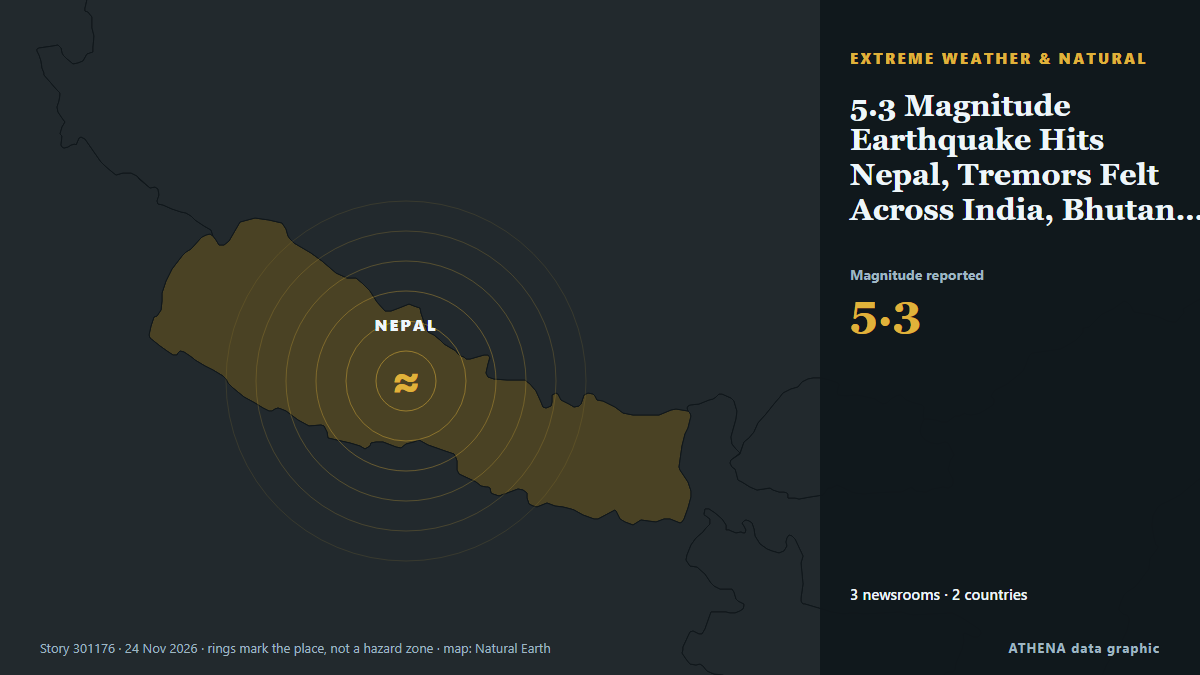 EXTREME WEATHER & NATURAL
5.3 Magnitude
Earthquake Hits
Nepal, Tremors Felt
Across India, Bhutan...
Magnitude reported
5.3
NEPAL
≈
3 newsrooms · 2 countries
Story 301176 · 24 Nov 2026 · rings mark the place, not a hazard zone · map: Natural Earth
ATHENA data graphic